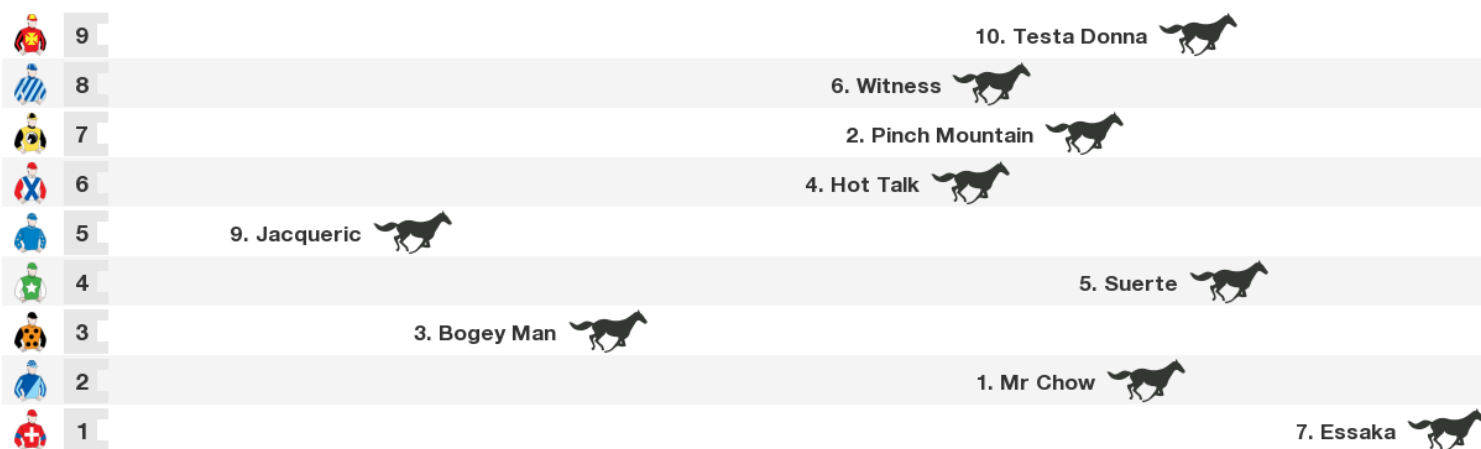 9 10. Testa Donna
8 6. Witness
7 2. Pinch Mountain
6 4. Hot Talk
5 9. Jacqueric
4 5. Suerte
3 3. Bogey Man
2 1. Mr Chow
1 7. Essaka